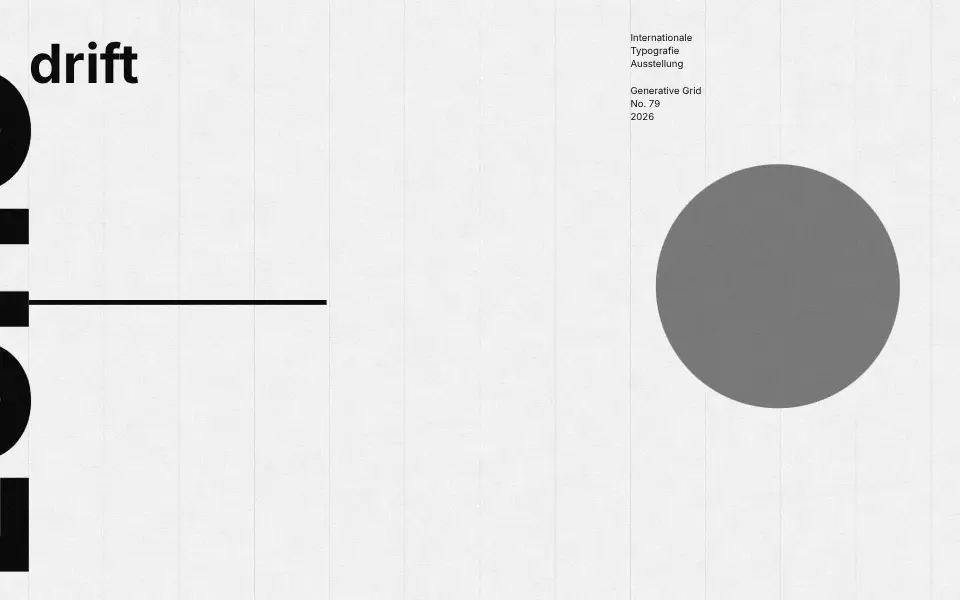 drift
Internationale
Typografie
Ausstellung
Generative Grid
No. 79
2026